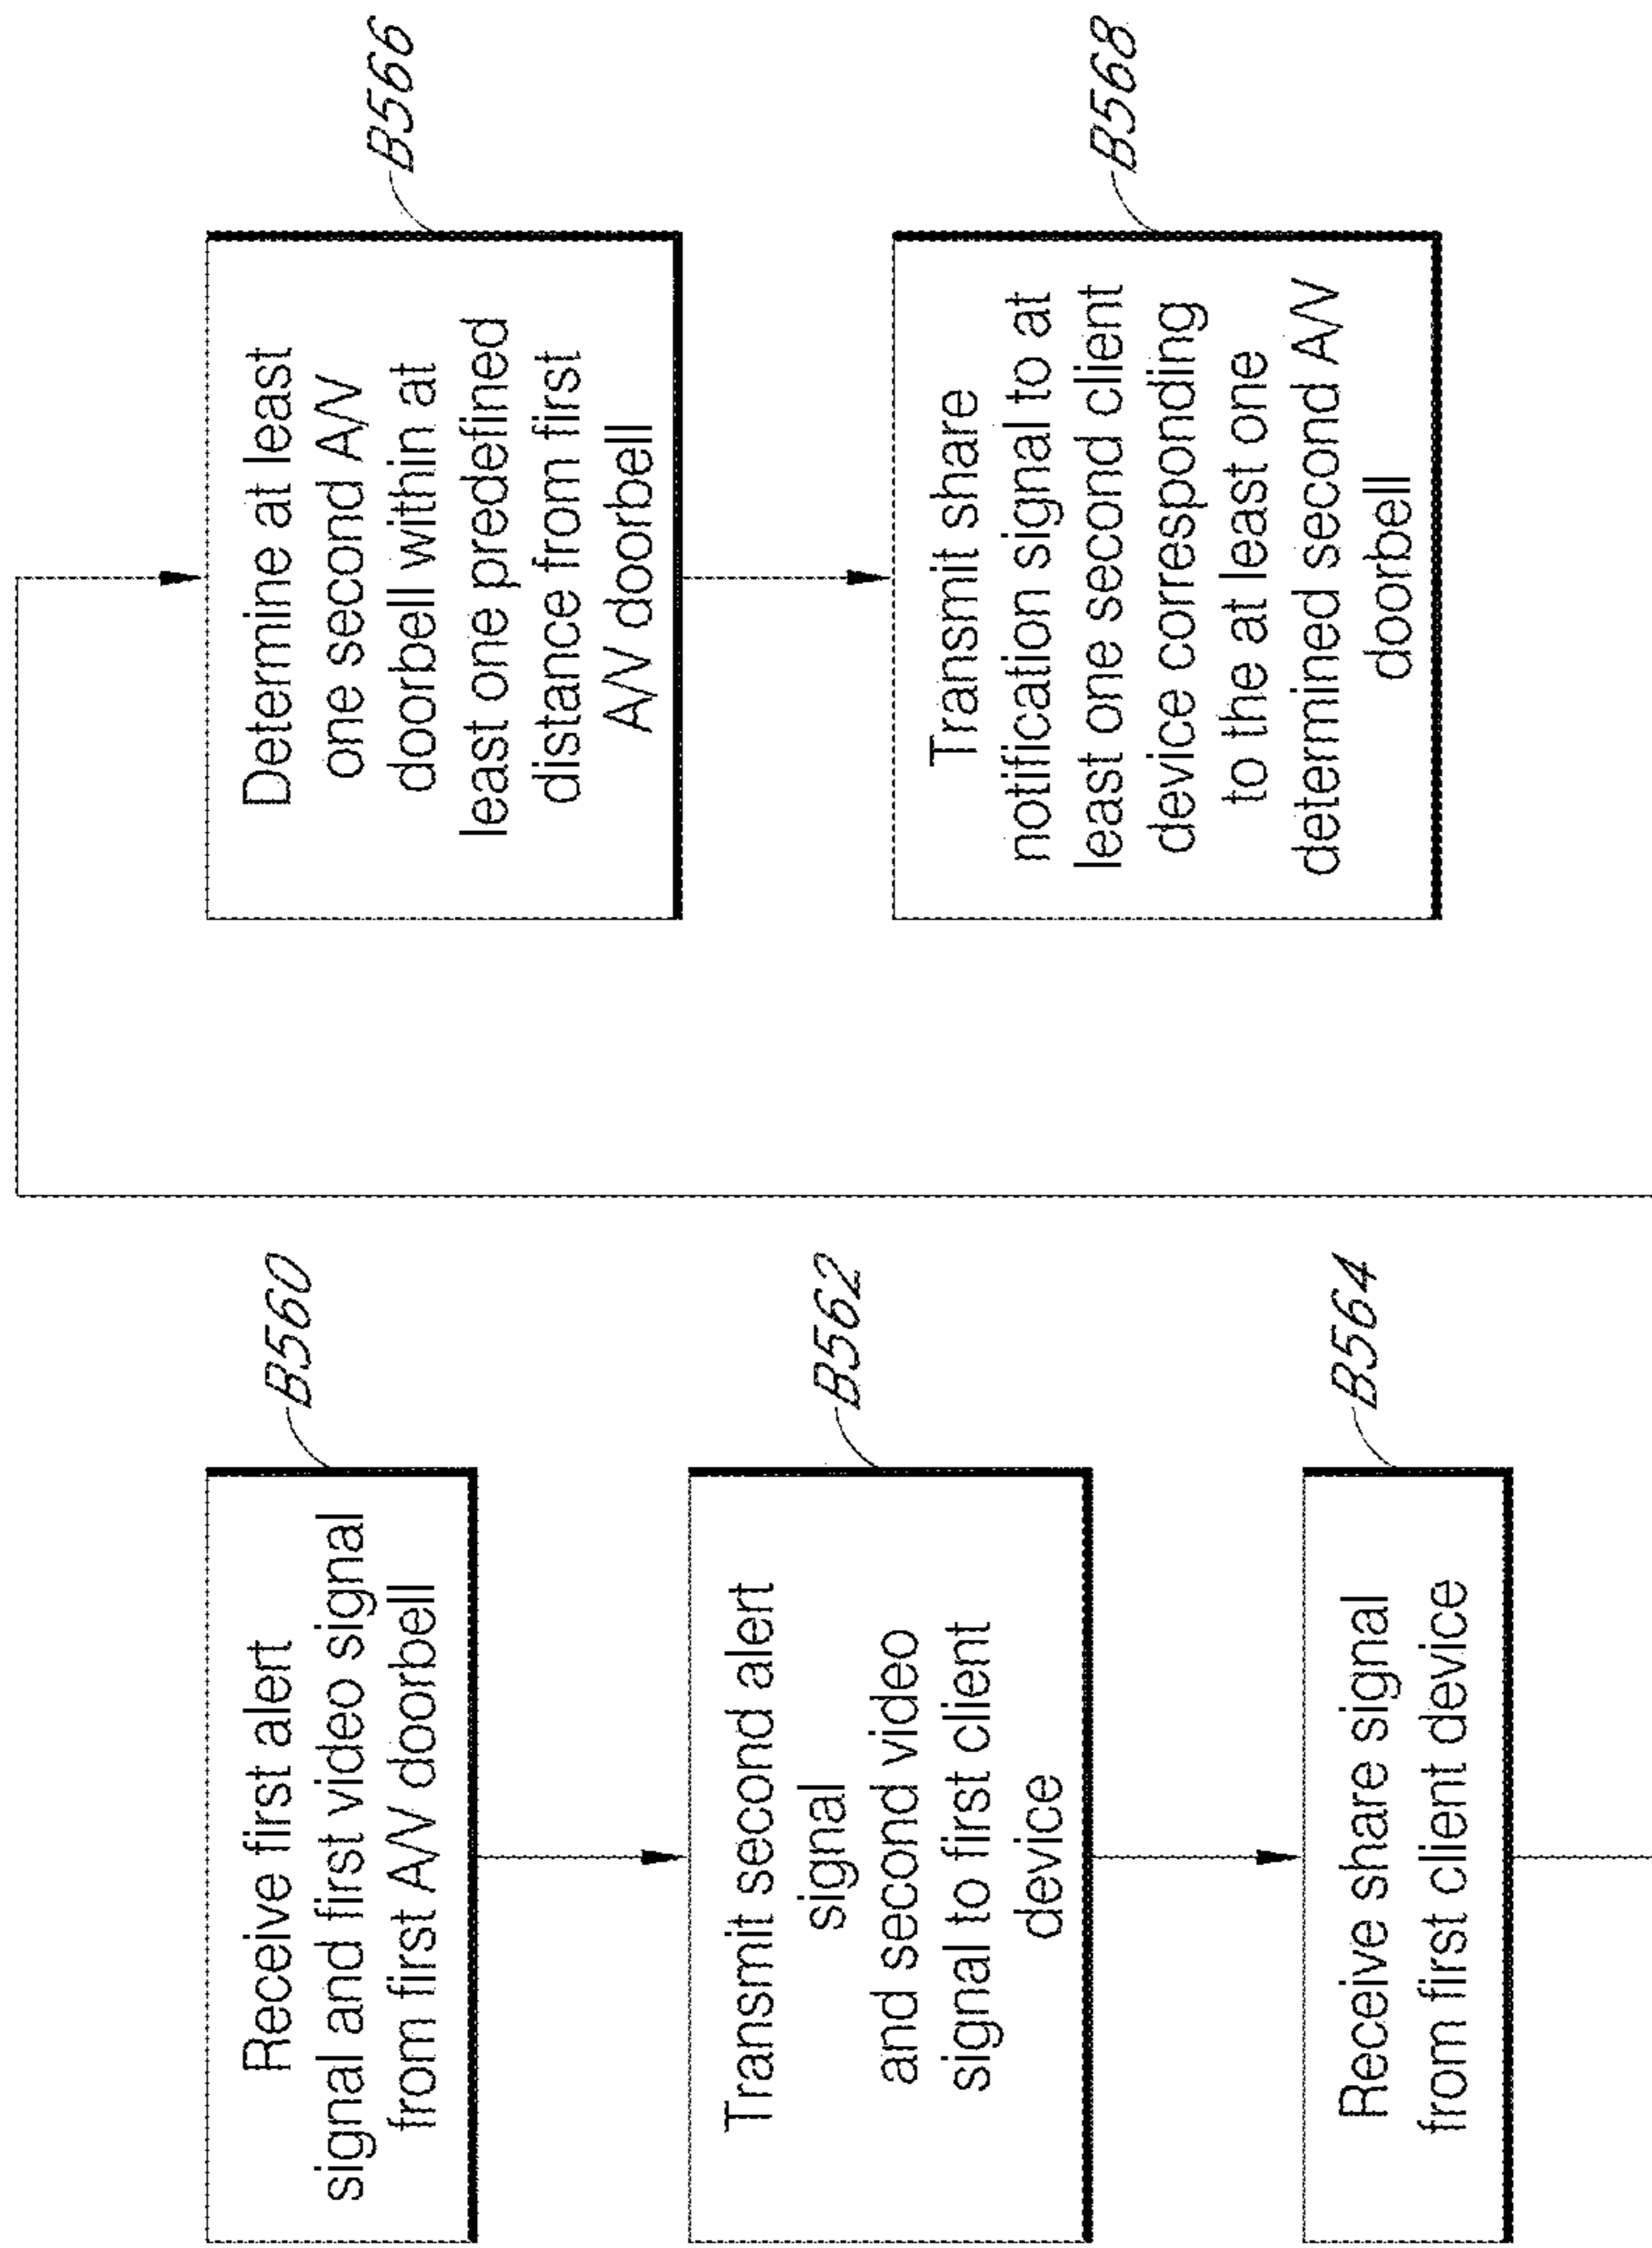 B560
Receive first alert
signal and first video signal
from first A/V doorbell
B562
Transmit second alert
signal
and second video
signal to first client
device
B564
Receive share signal
from first client device
B566
Determine at least
one second A/V
doorbell within at
least one predefined
distance from first
A/V doorbell
B568
Transmit share
notification signal to at
least one second client
device corresponding
to the at least one
determined second A/V
doorbell